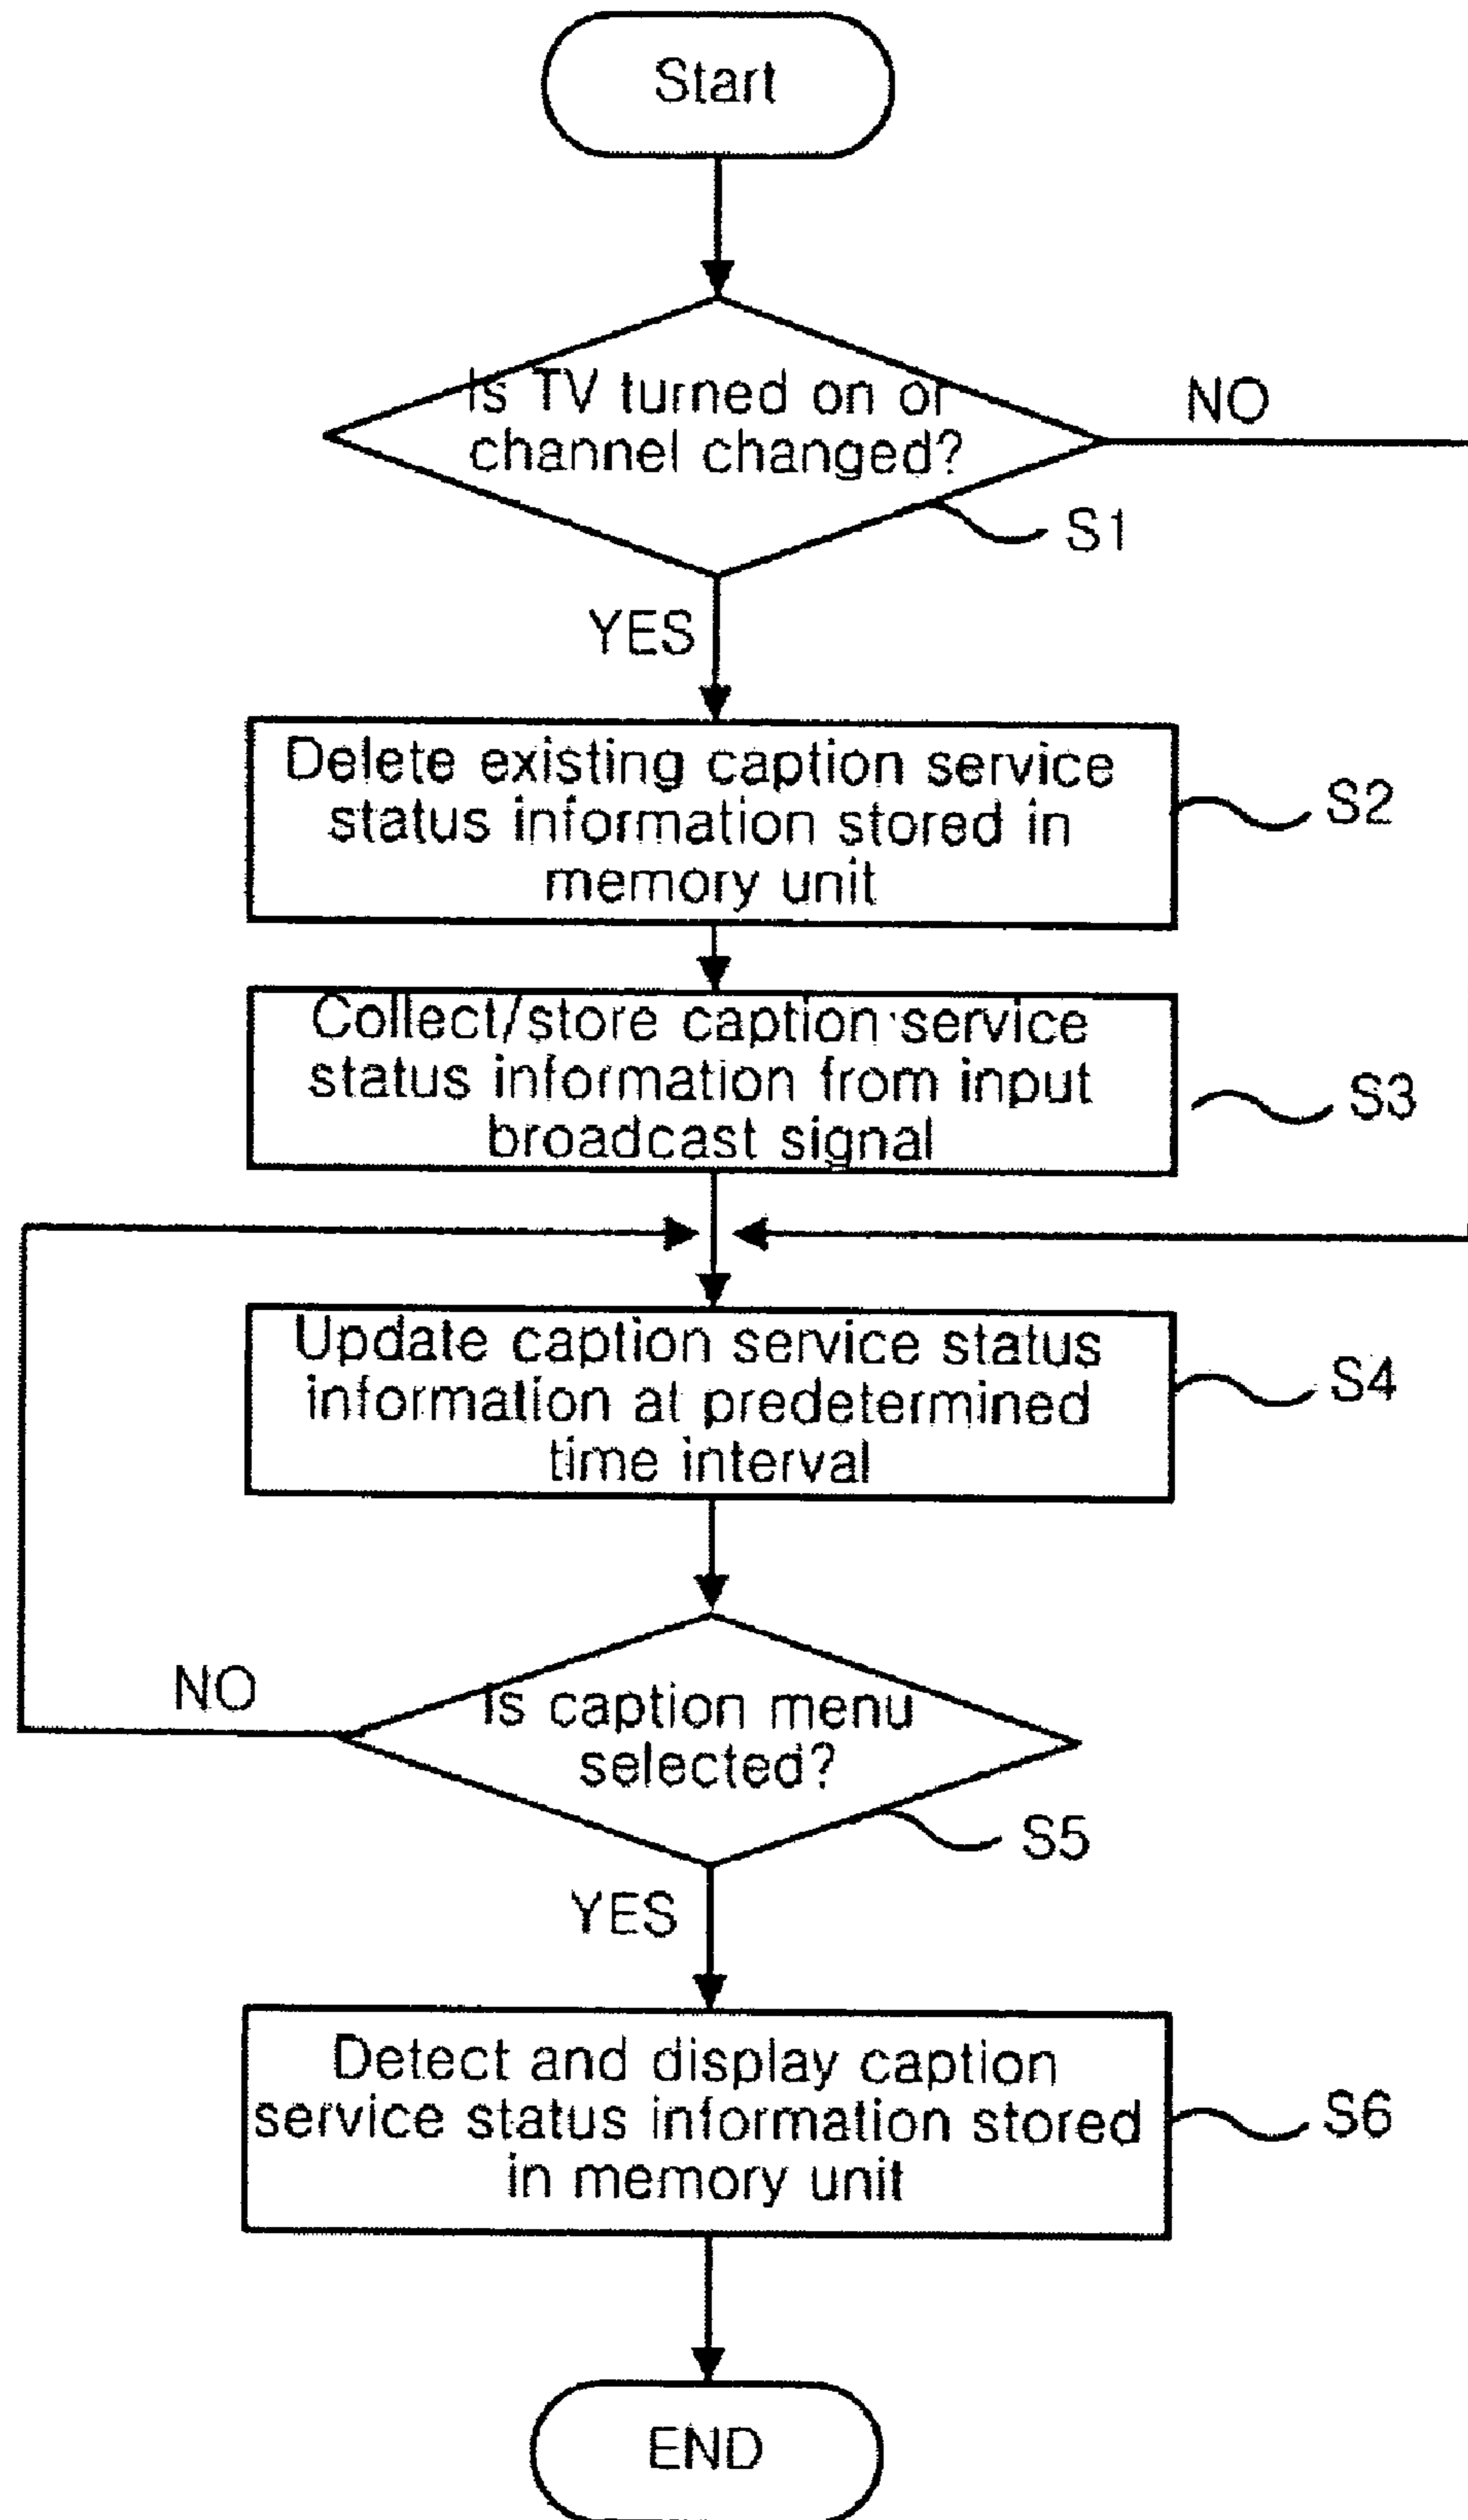 Start
Is TV turned on or
channel changed?
NO
S1
YES
Delete existing caption service
status information stored in
memory unit
S2
Collect/store caption service
status information from input
broadcast signal
S3
Update caption service status
information at predetermined
time interval
S4
NO
Is caption menu
selected?
S5
YES
Detect and display caption
service status information stored
in memory unit
S6
END